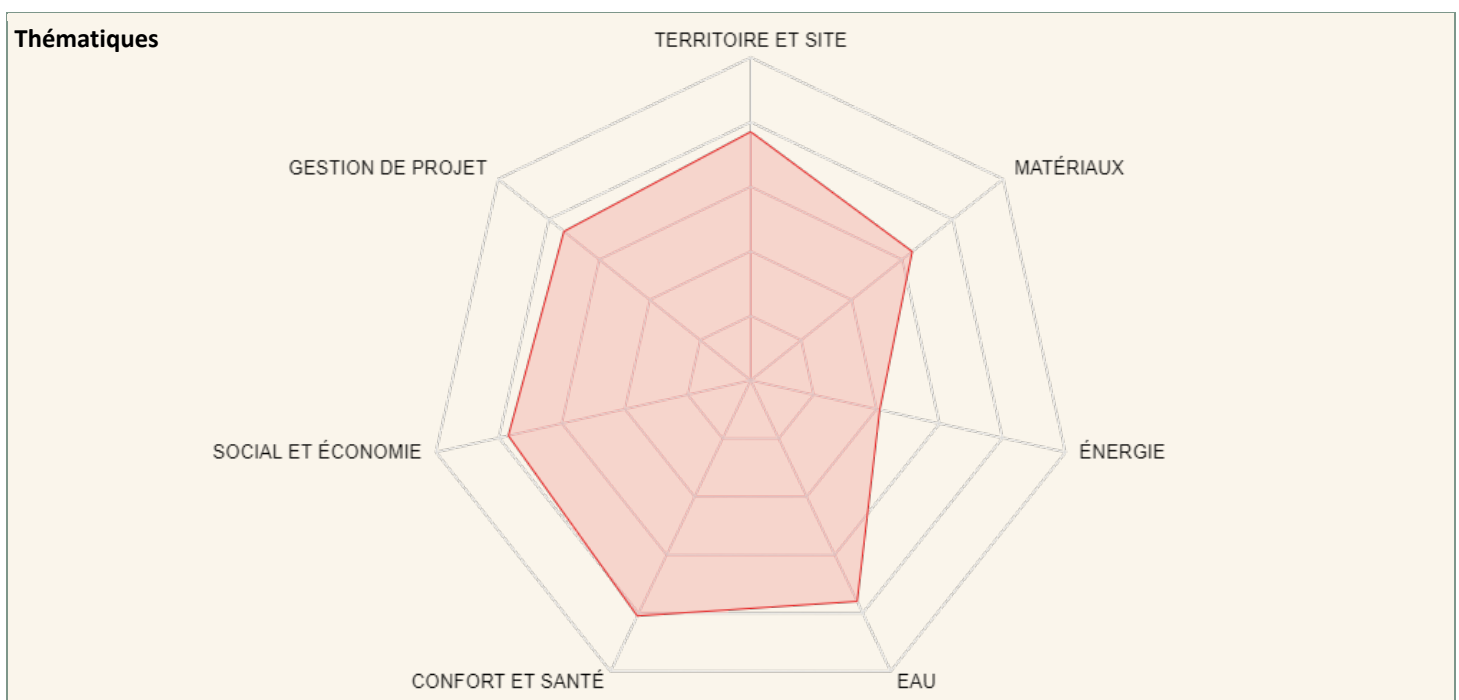 Thématiques
TERRITOIRE ET SITE
GESTION DE PROJET
MATÉRIAUX
SOCIAL ET ÉCONOMIE
ÉNERGIE
CONFORT ET SANTÉ
EAU